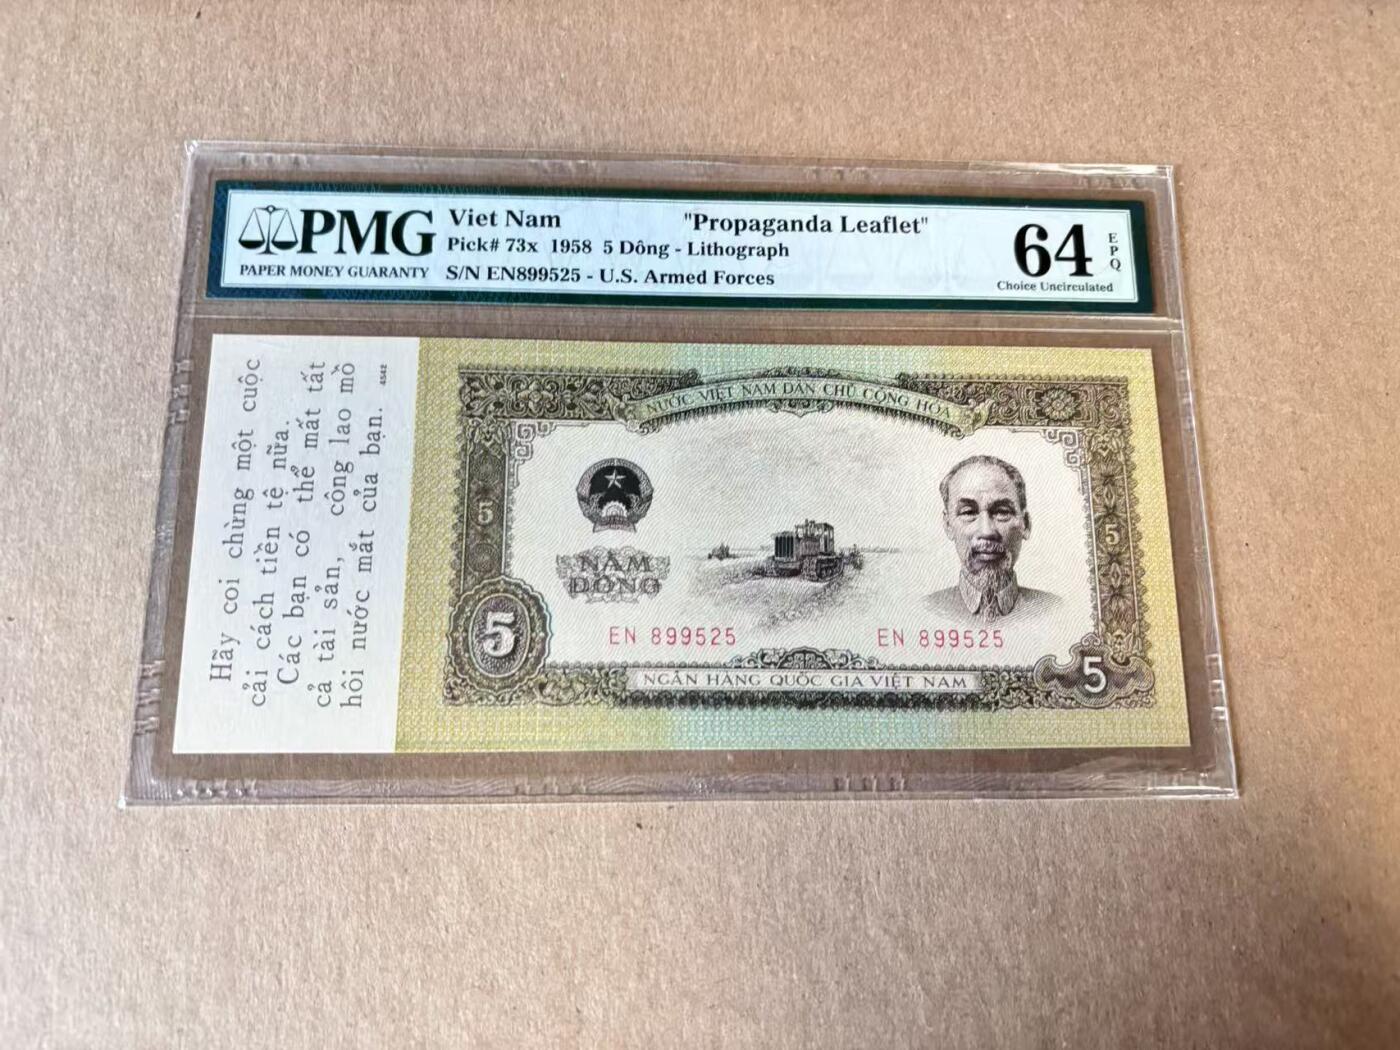 PMG
PAPER MONEY GUARANTY
Viet Nam "Propaganda Leaflet"
Pick# 73x 1958 5 Dông - Lithograph
S/N EN899525 - U.S. Armed Forces
64
EPQ
Choice Uncirculated
Hãy coi chừng một cuộc
cải cách tiền tệ nữa.
Các bạn có thể mất tất
cả tài sản, công lao mồ
hôi nước mắt của bạn.
4542
NƯỚC VIỆT NAM DÂN CHỦ CỘNG HÒA
NĂM
ĐỒNG
5
5
5
5
EN 899525
EN 899525
NGÂN HÀNG QUỐC GIA VIỆT NAM